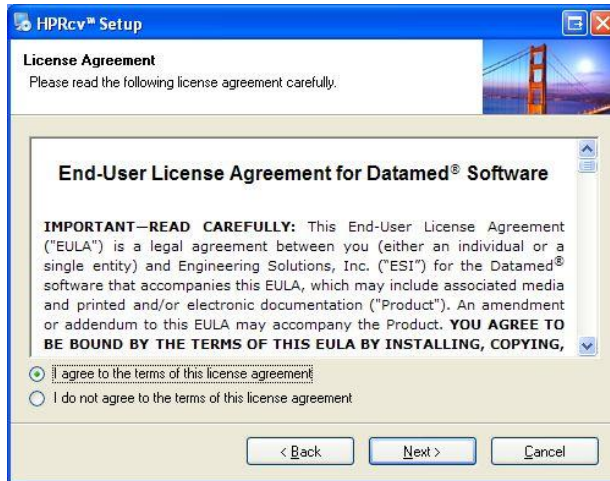 HPRcv™ Setup
License Agreement
Please read the following license agreement carefully.
End-User License Agreement for Datamed® Software
IMPORTANT—READ CAREFULLY: This End-User License Agreement
("EULA") is a legal agreement between you (either an individual or a
single entity) and Engineering Solutions, Inc. (“ESI”) for the Datamed®
software that accompanies this EULA, which may include associated media
and printed and/or electronic documentation ("Product"). An amendment
or addendum to this EULA may accompany the Product. YOU AGREE TO
BE BOUND BY THE TERMS OF THIS EULA BY INSTALLING, COPYING,
I agree to the terms of this license agreement
I do not agree to the terms of this license agreement
< Back Next > Cancel